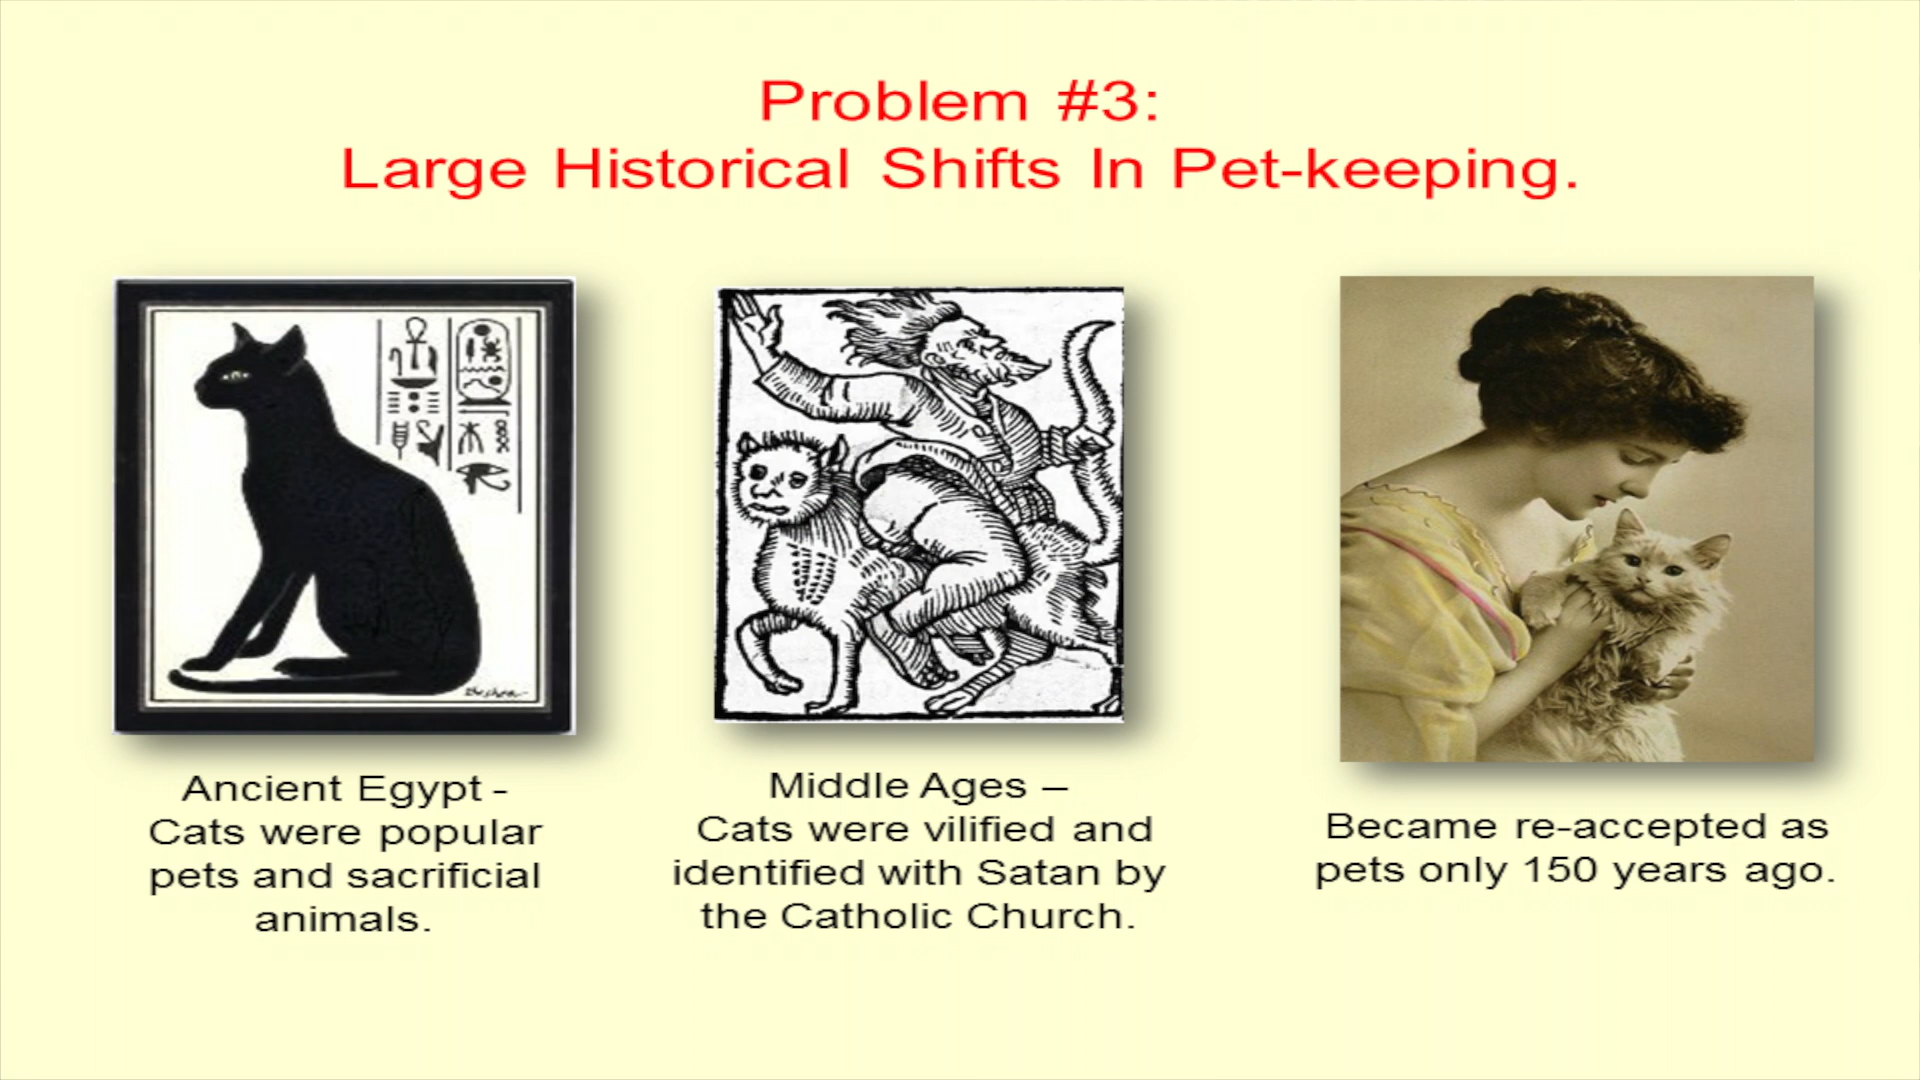 Problem #3:
Large Historical Shifts In Pet-keeping.
Ancient Egypt -
Cats were popular
pets and sacrificial
animals.
Middle Ages –
Cats were vilified and
identified with Satan by
the Catholic Church.
Became re-accepted as
pets only 150 years ago.